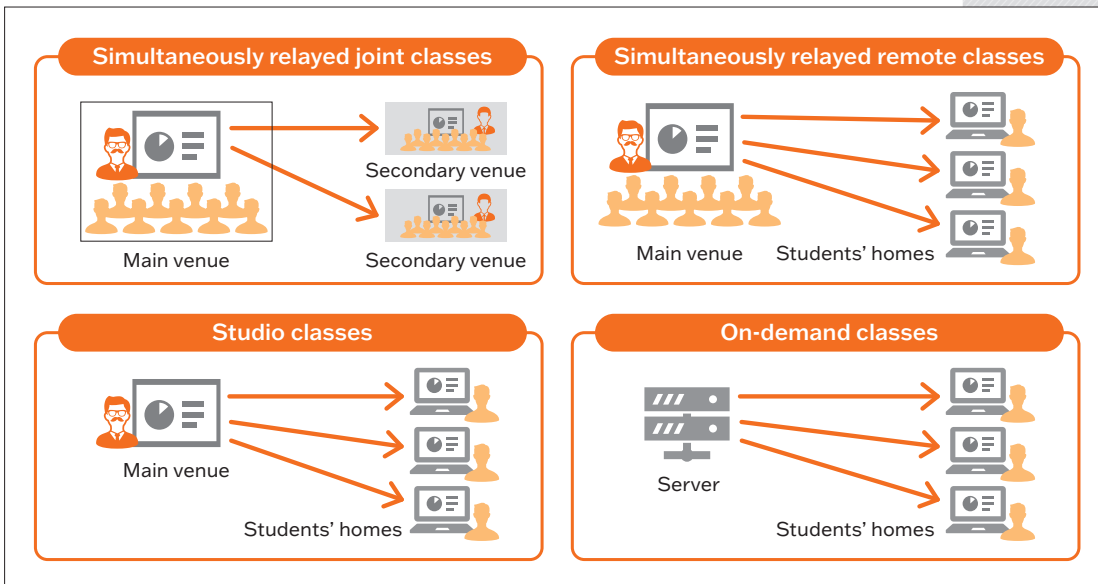 Simultaneously relayed joint classes
Main venue
Secondary venue
Secondary venue
Simultaneously relayed remote classes
Main venue
Students’ homes
Studio classes
Main venue
Students’ homes
On-demand classes
Server
Students’ homes